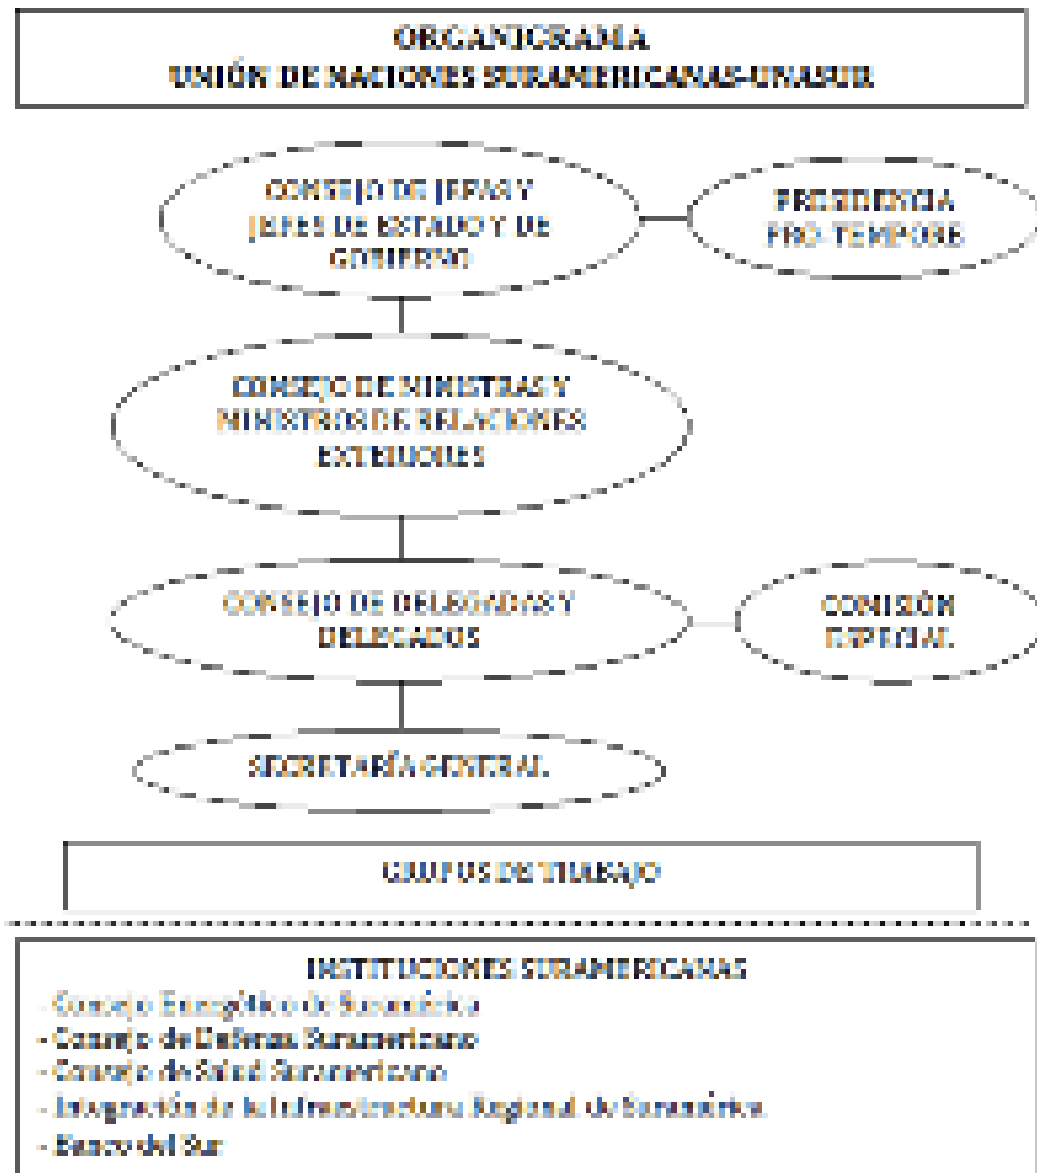 ORGANIGRAMA
UNIÓN DE NACIONES SURAMERICANAS-UNASUR
CONSEJO DE JEFAS Y
JEFES DE ESTADO Y DE
GOBIERNO
PRESIDENCIA
PRO-TEMPORE
CONSEJO DE MINISTRAS Y
MINISTROS DE RELACIONES
EXTERIORES
CONSEJO DE DELEGADAS Y
DELEGADOS
COMISIÓN
ESPECIAL
SECRETARÍA GENERAL
GRUPOS DE TRABAJO
INSTITUCIONES SURAMERICANAS
- Consejo Energético de Suramérica
- Consejo de Defensa Suramericano
- Consejo de Salud Suramericano
- Integración de la Infraestructura Regional de Suramérica
- Banco del Sur